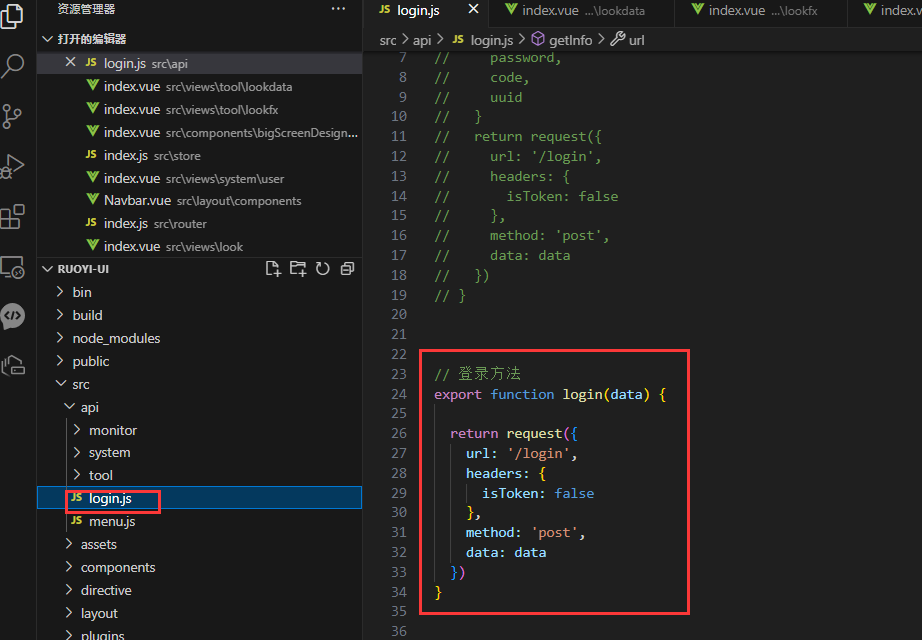 资源管理器 ···
打开的编辑器
JS login.js src\api
index.vue src\views\tool\lookdata
index.vue src\views\tool\lookfx
index.vue src\components\bigScreenDesign...
JS index.js src\store
index.vue src\views\system\user
Navbar.vue src\layout\components
JS index.js src\router
index.vue src\views\look
RUOYI-UI
bin
build
node_modules
public
src
api
monitor
system
tool
JS login.js
JS menu.js
assets
components
directive
layout
plugins
JS login.js index.vue ...\lookdata index.vue ...\lookfx index.vu
src > api > JS login.js > getInfo > url
7 // password,
8 // code,
9 // uuid
10 // }
11 // return request({
12 // url: '/login',
13 // headers: {
14 // isToken: false
15 // },
16 // method: 'post',
17 // data: data
18 // })
19 // }
20
21
22
23 // 登录方法
24 export function login(data) {
25
26 return request({
27 url: '/login',
28 headers: {
29 isToken: false
30 },
31 method: 'post',
32 data: data
33 })
34 }
35
36